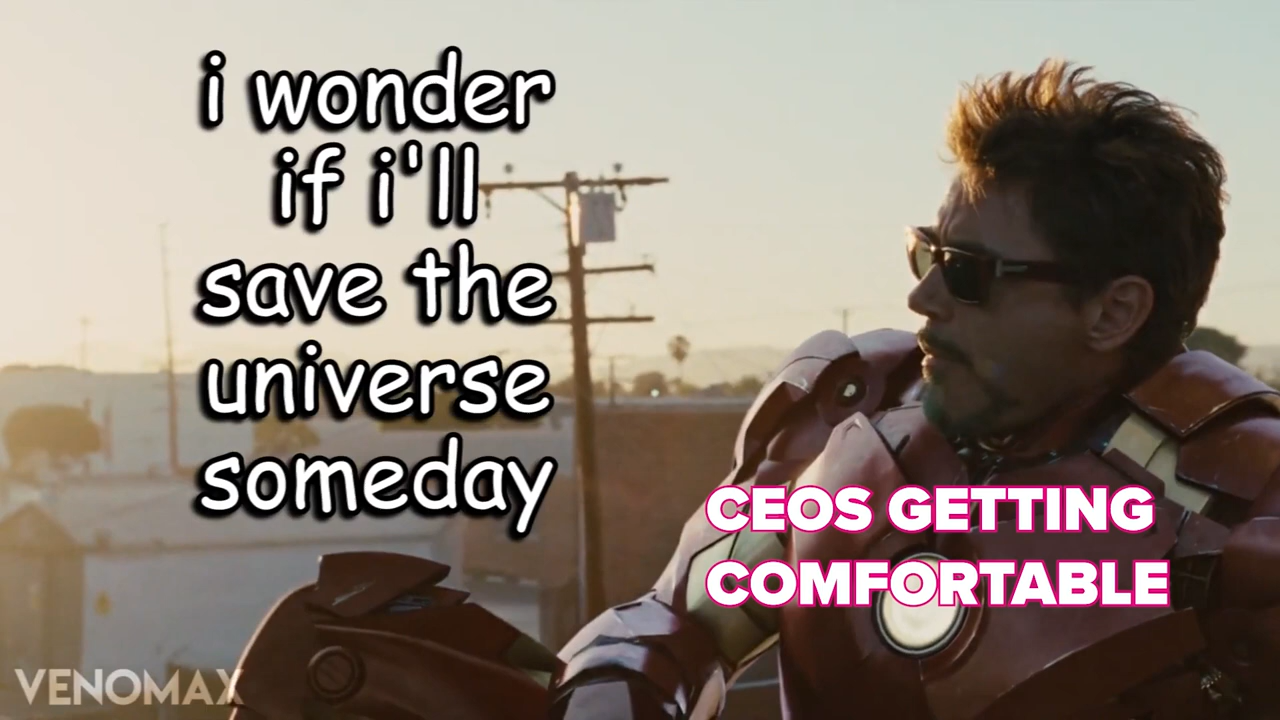 i wonder
if i'll
save the
universe
someday
CEOS GETTING
COMFORTABLE
VENOMAX